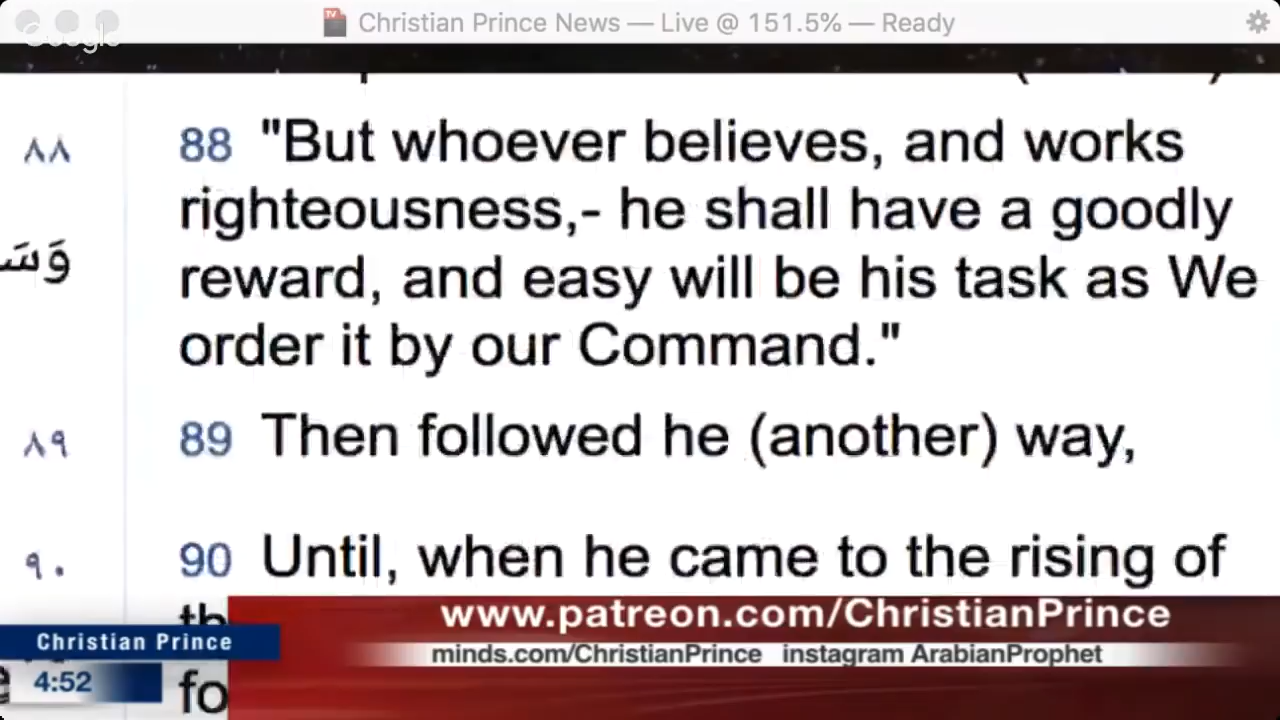 Christian Prince News — Live @ 151.5% — Ready
Google
٨٨ 88 "But whoever believes, and works
righteousness,- he shall have a goodly
وَسَ
reward, and easy will be his task as We
order it by our Command."
٨٩ 89 Then followed he (another) way,
٩٠ 90 Until, when he came to the rising of
th
www.patreon.com/ChristianPrince
Christian Prince
minds.com/ChristianPrince instagram ArabianProphet
4:52
fo